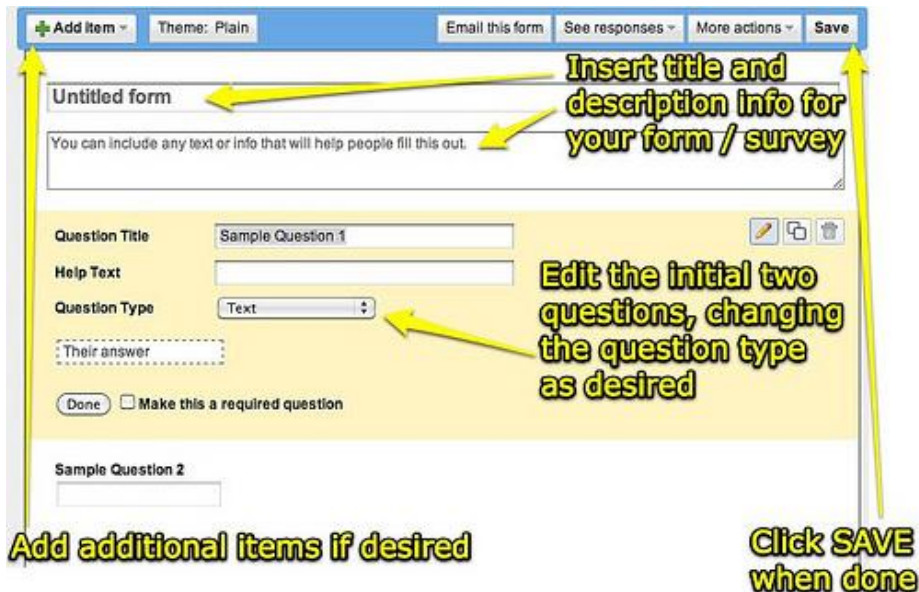 Add item Theme: Plain Email this form See responses More actions Save
Insert title and
description info for
your form / survey
Untitled form
You can include any text or info that will help people fill this out.
Question Title Sample Question 1
Help Text
Question Type Text
Edit the initial two
questions, changing
the question type
as desired
Their answer
Done Make this a required question
Sample Question 2
Add additional items if desired
Click SAVE
when done